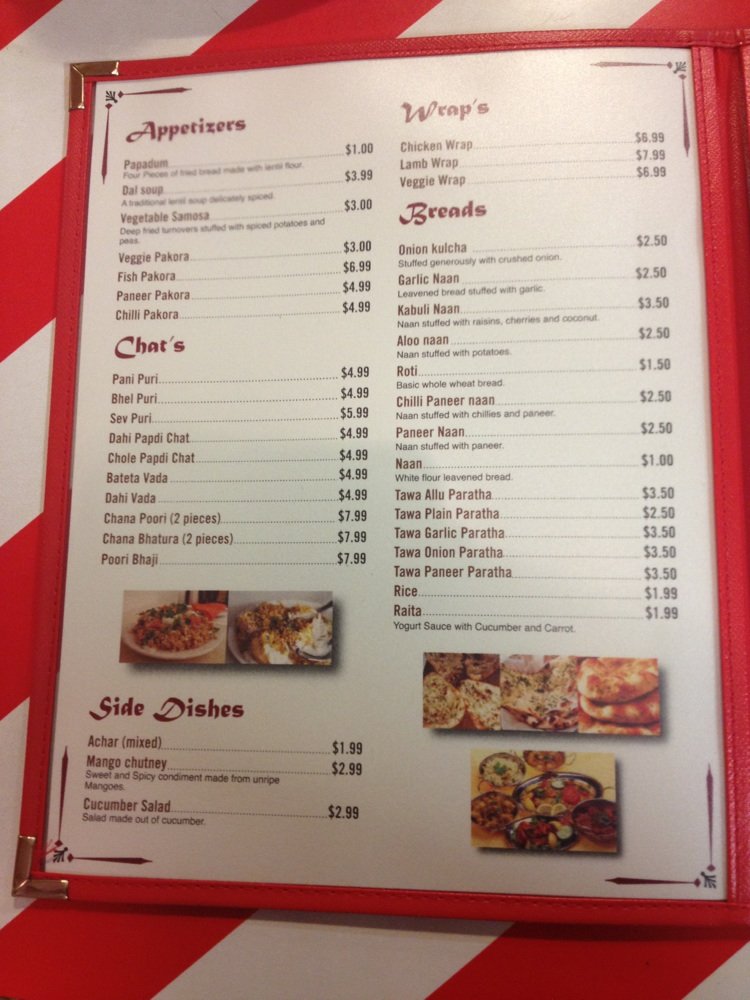 Appetizers
Papadum $1.00
Four Pieces of fried bread made with lentil flour.
Dal soup $3.99
A traditional lentil soup delicately spiced.
Vegetable Samosa $3.00
Deep fried turnovers stuffed with spiced potatoes and
peas.
Veggie Pakora $3.00
Fish Pakora $6.99
Paneer Pakora $4.99
Chilli Pakora $4.99
Chat's
Pani Puri $4.99
Bhel Puri $4.99
Sev Puri $5.99
Dahi Papdi Chat $4.99
Chole Papdi Chat $4.99
Bateta Vada $4.99
Dahi Vada $4.99
Chana Poori (2 pieces) $7.99
Chana Bhatura (2 pieces) $7.99
Poori Bhaji $7.99
Side Dishes
Achar (mixed) $1.99
Mango chutney $2.99
Sweet and Spicy condiment made from unripe
Mangoes.
Cucumber Salad $2.99
Salad made out of cucumber.
Wrap's
Chicken Wrap $6.99
Lamb Wrap $7.99
Veggie Wrap $6.99
Breads
Onion kulcha $2.50
Stuffed generously with crushed onion.
Garlic Naan $2.50
Leavened bread stuffed with garlic.
Kabuli Naan $3.50
Naan stuffed with raisins, cherries and coconut.
Aloo naan $2.50
Naan stuffed with potatoes.
Roti $1.50
Basic whole wheat bread.
Chilli Paneer naan $2.50
Naan stuffed with chillies and paneer.
Paneer Naan $2.50
Naan stuffed with paneer.
Naan $1.00
White flour leavened bread.
Tawa Allu Paratha $3.50
Tawa Plain Paratha $2.50
Tawa Garlic Paratha $3.50
Tawa Onion Paratha $3.50
Tawa Paneer Paratha $3.50
Rice $1.99
Raita $1.99
Yogurt Sauce with Cucumber and Carrot.